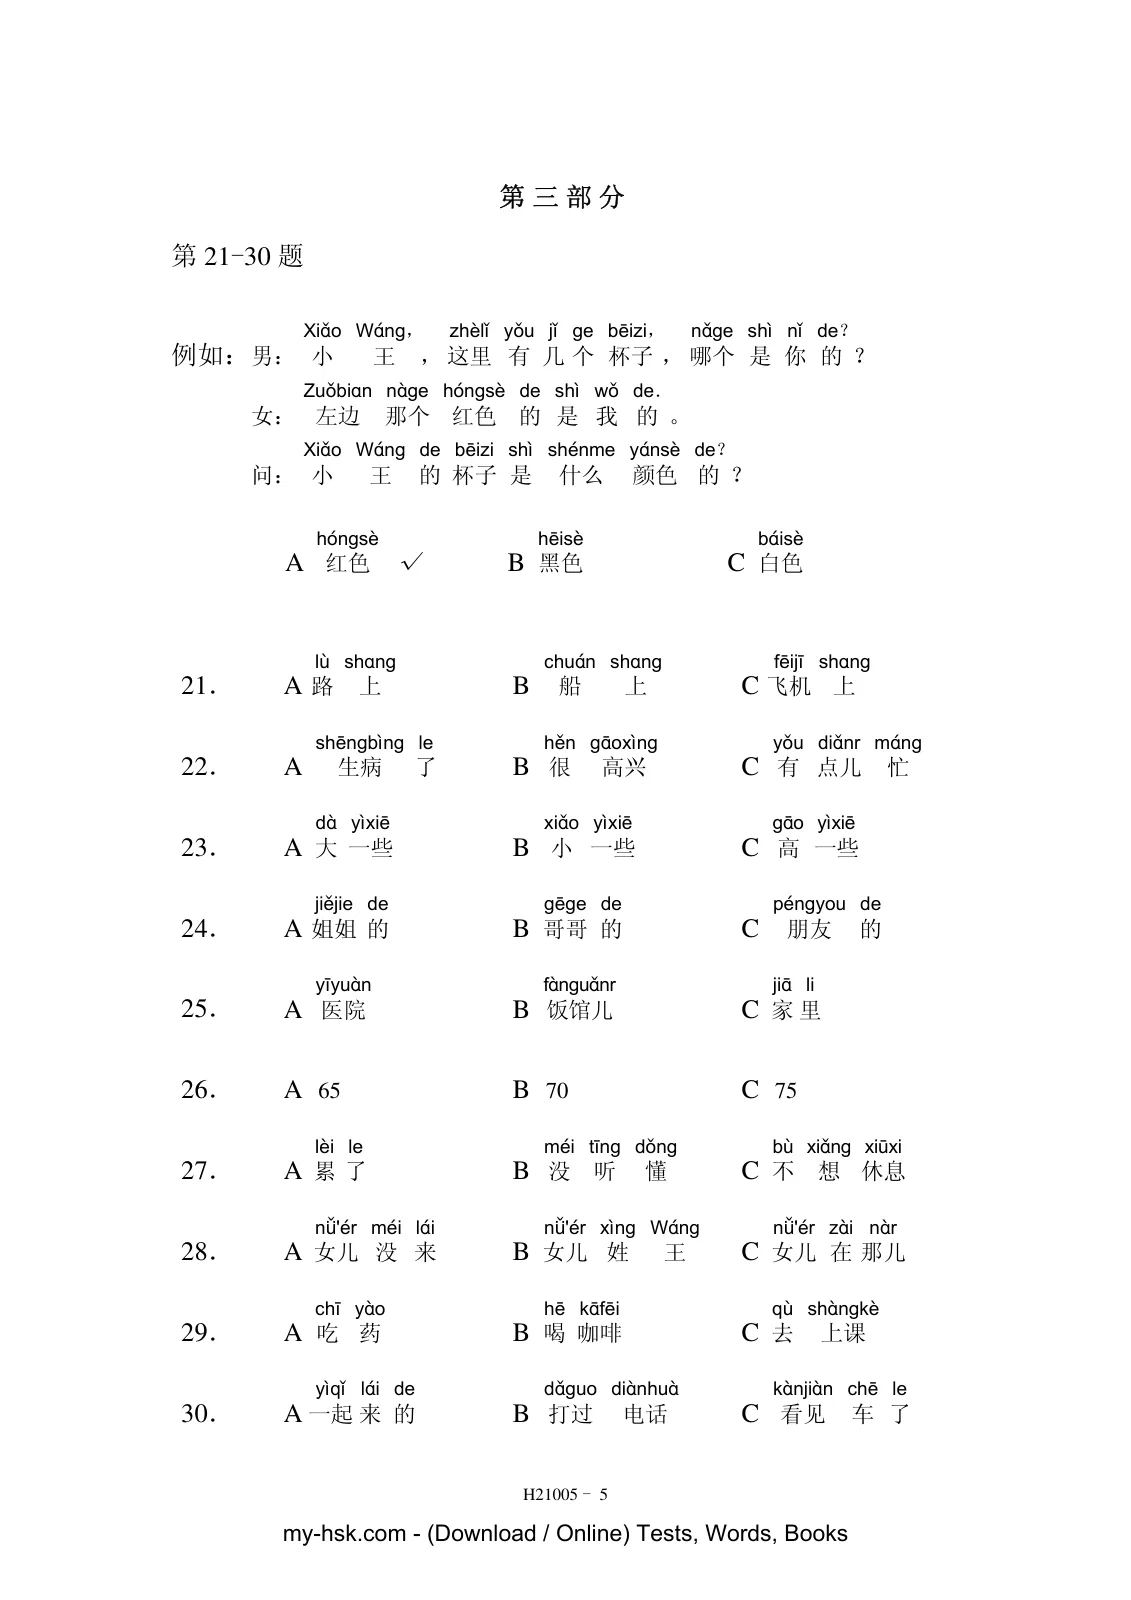 第三部分
第 21-30 题
Xiǎo Wáng, zhèlǐ yǒu jǐ ge bēizi, nǎge shì nǐ de?
例如：男：小王，这里有几个杯子，哪个是你的？
Zuǒbian nàge hóngsè de shì wǒ de.
女：左边那个红色的是我的。
Xiǎo Wáng de bēizi shì shénme yánsè de?
问：小王的杯子是什么颜色的？
hóngsè hēisè báisè
A 红色 √ B 黑色 C 白色
lù shang chuán shang fēijī shang
21. A 路上 B 船上 C 飞机上
shēngbìng le hěn gāoxìng yǒu diǎnr máng
22. A 生病了 B 很高兴 C 有点儿忙
dà yìxiē xiǎo yìxiē gāo yìxiē
23. A 大一些 B 小一些 C 高一些
jiějie de gēge de péngyou de
24. A 姐姐的 B 哥哥的 C 朋友的
yīyuàn fànguǎnr jiā li
25. A 医院 B 饭馆儿 C 家里
26. A 65 B 70 C 75
lèi le méi tīng dǒng bù xiǎng xiūxi
27. A 累了 B 没听懂 C 不想休息
nǚ'ér méi lái nǚ'ér xìng Wáng nǚ'ér zài nàr
28. A 女儿没来 B 女儿姓王 C 女儿在那儿
chī yào hē kāfēi qù shàngkè
29. A 吃药 B 喝咖啡 C 去上课
yìqǐ lái de dǎguo diànhuà kànjiàn chē le
30. A 一起来的 B 打过电话 C 看见车了
H21005 - 5
my-hsk.com - (Download / Online) Tests, Words, Books